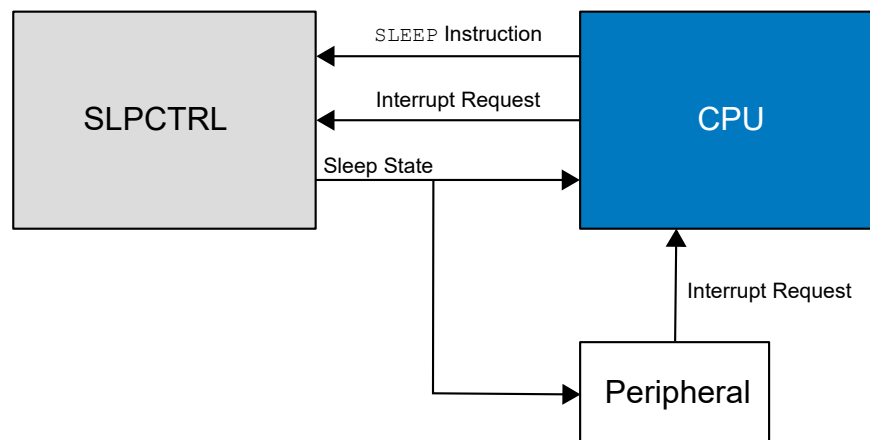 SLEEP Instruction
SLPCTRL
Interrupt Request
CPU
Sleep State
Interrupt Request
Peripheral